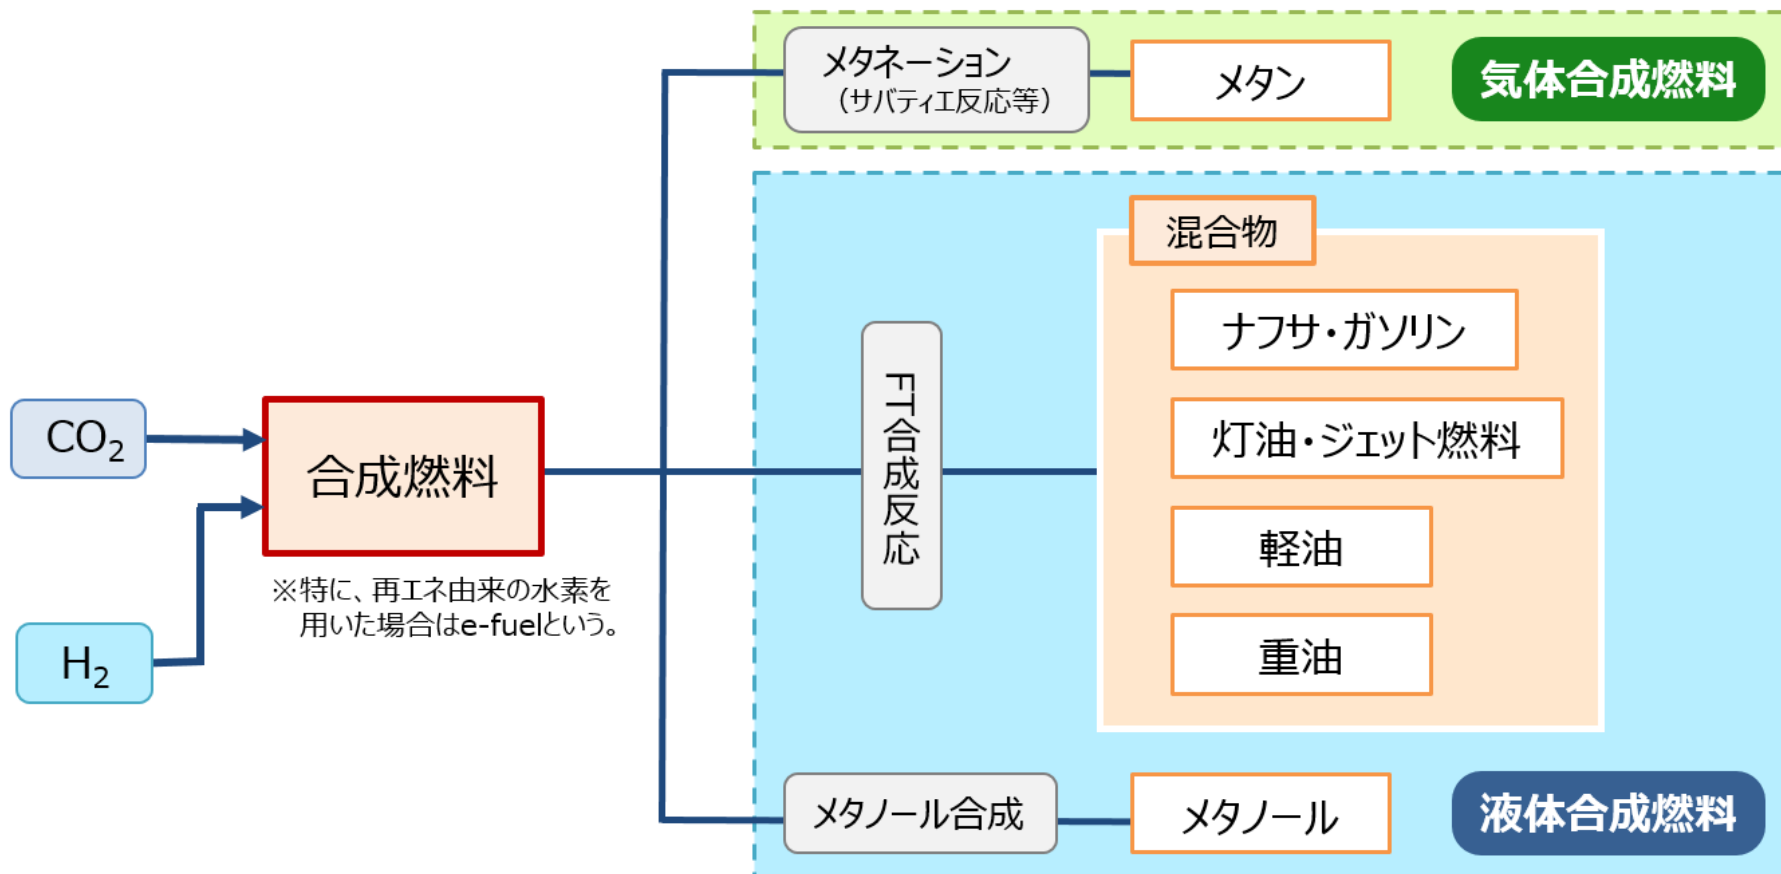 メタネーション
（サバティエ反応等）
メタン
気体合成燃料
混合物
ナフサ・ガソリン
灯油・ジェット燃料
軽油
重油
FT合成反応
CO₂
合成燃料
※特に、再エネ由来の水素を
用いた場合はe-fuelという。
H₂
メタノール合成
メタノール
液体合成燃料